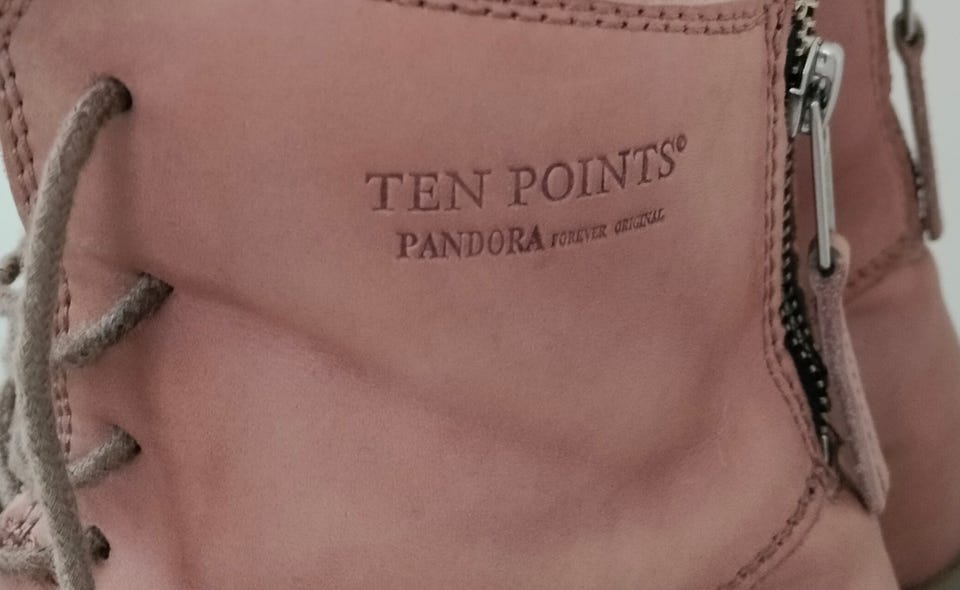 TEN POINTS©
PANDORA FOREVER ORIGINAL